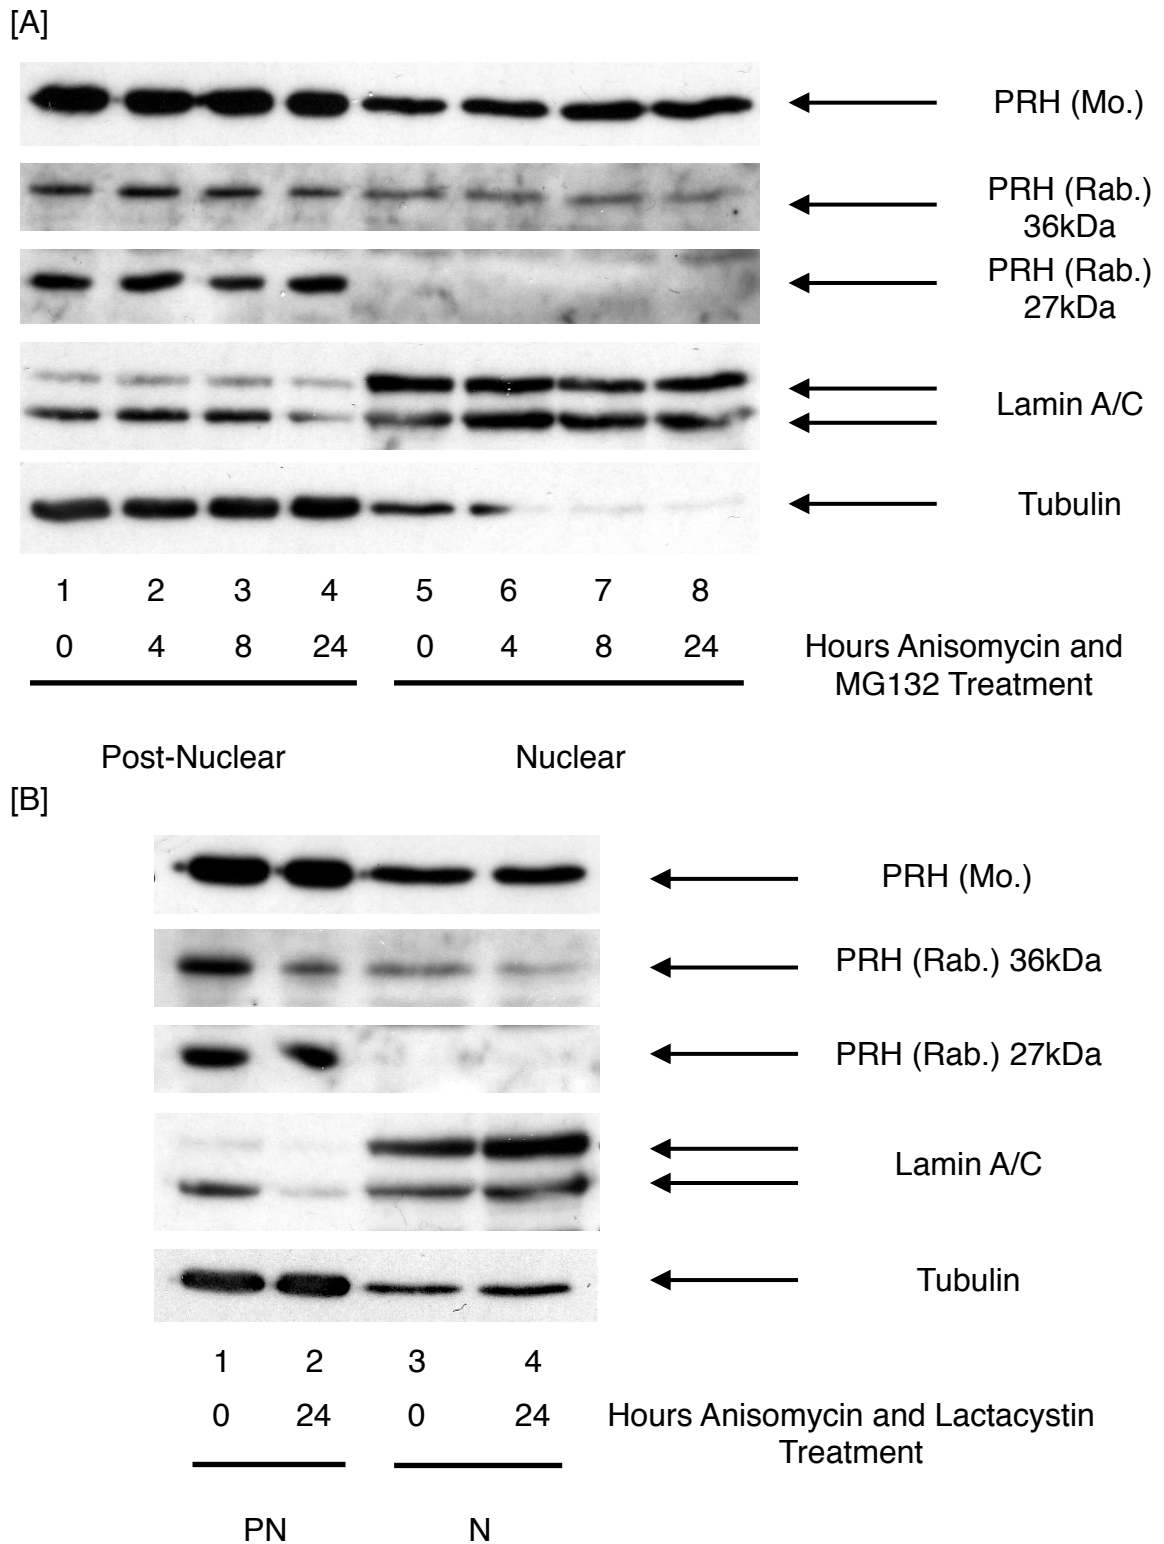 [A]
PRH (Mo.)
PRH (Rab.)
36kDa
PRH (Rab.)
27kDa
Lamin A/C
Tubulin
1 2 3 4 5 6 7 8
0 4 8 24 0 4 8 24 Hours Anisomycin and
MG132 Treatment
Post-Nuclear Nuclear
[B]
PRH (Mo.)
PRH (Rab.) 36kDa
PRH (Rab.) 27kDa
Lamin A/C
Tubulin
1 2 3 4
0 24 0 24 Hours Anisomycin and Lactacystin
Treatment
PN N